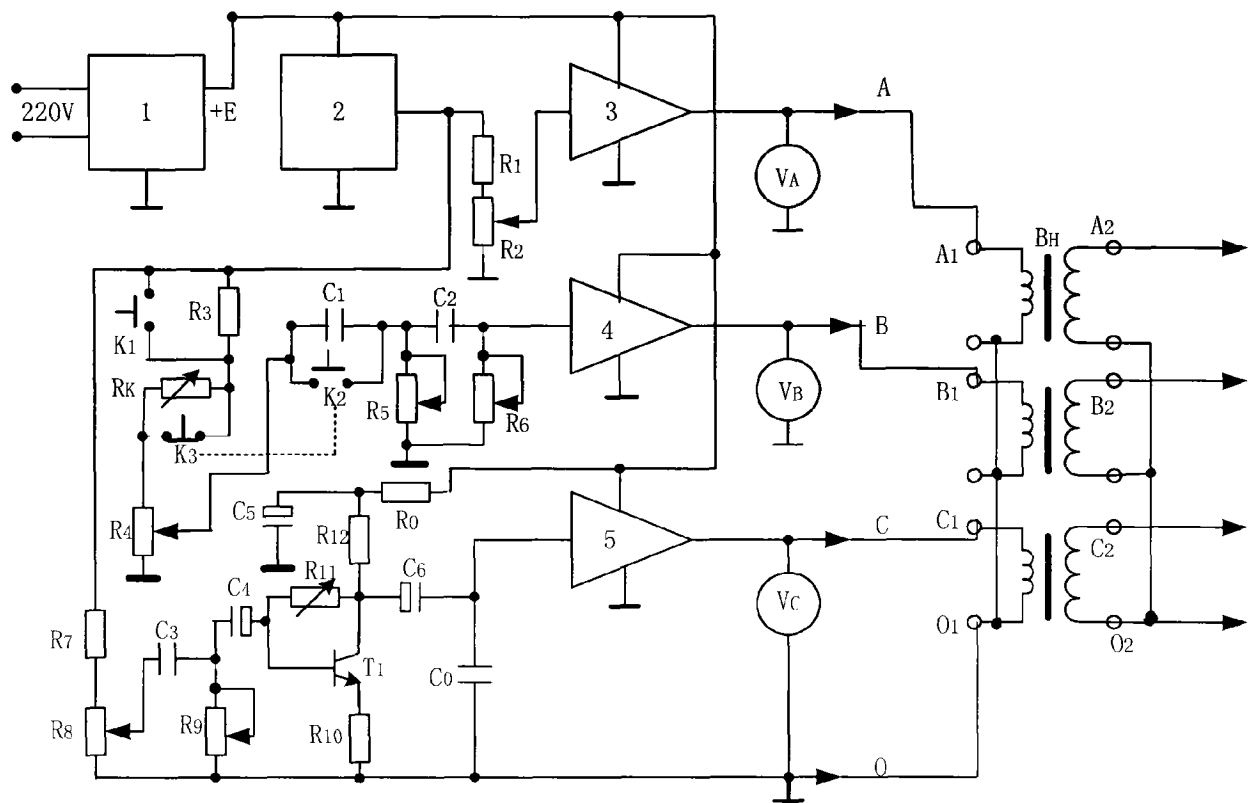 220V
1
+E
2
3
A
VA
R1
R2
A1
BH
A2
K1
R3
C1
C2
4
B
RK
K2
R5
R6
VB
B1
B2
K3
R4
C5
R0
R12
5
C
C1
C2
R11
C4
C6
VC
O1
O2
R7
C3
T1
C0
R8
R9
R10
O